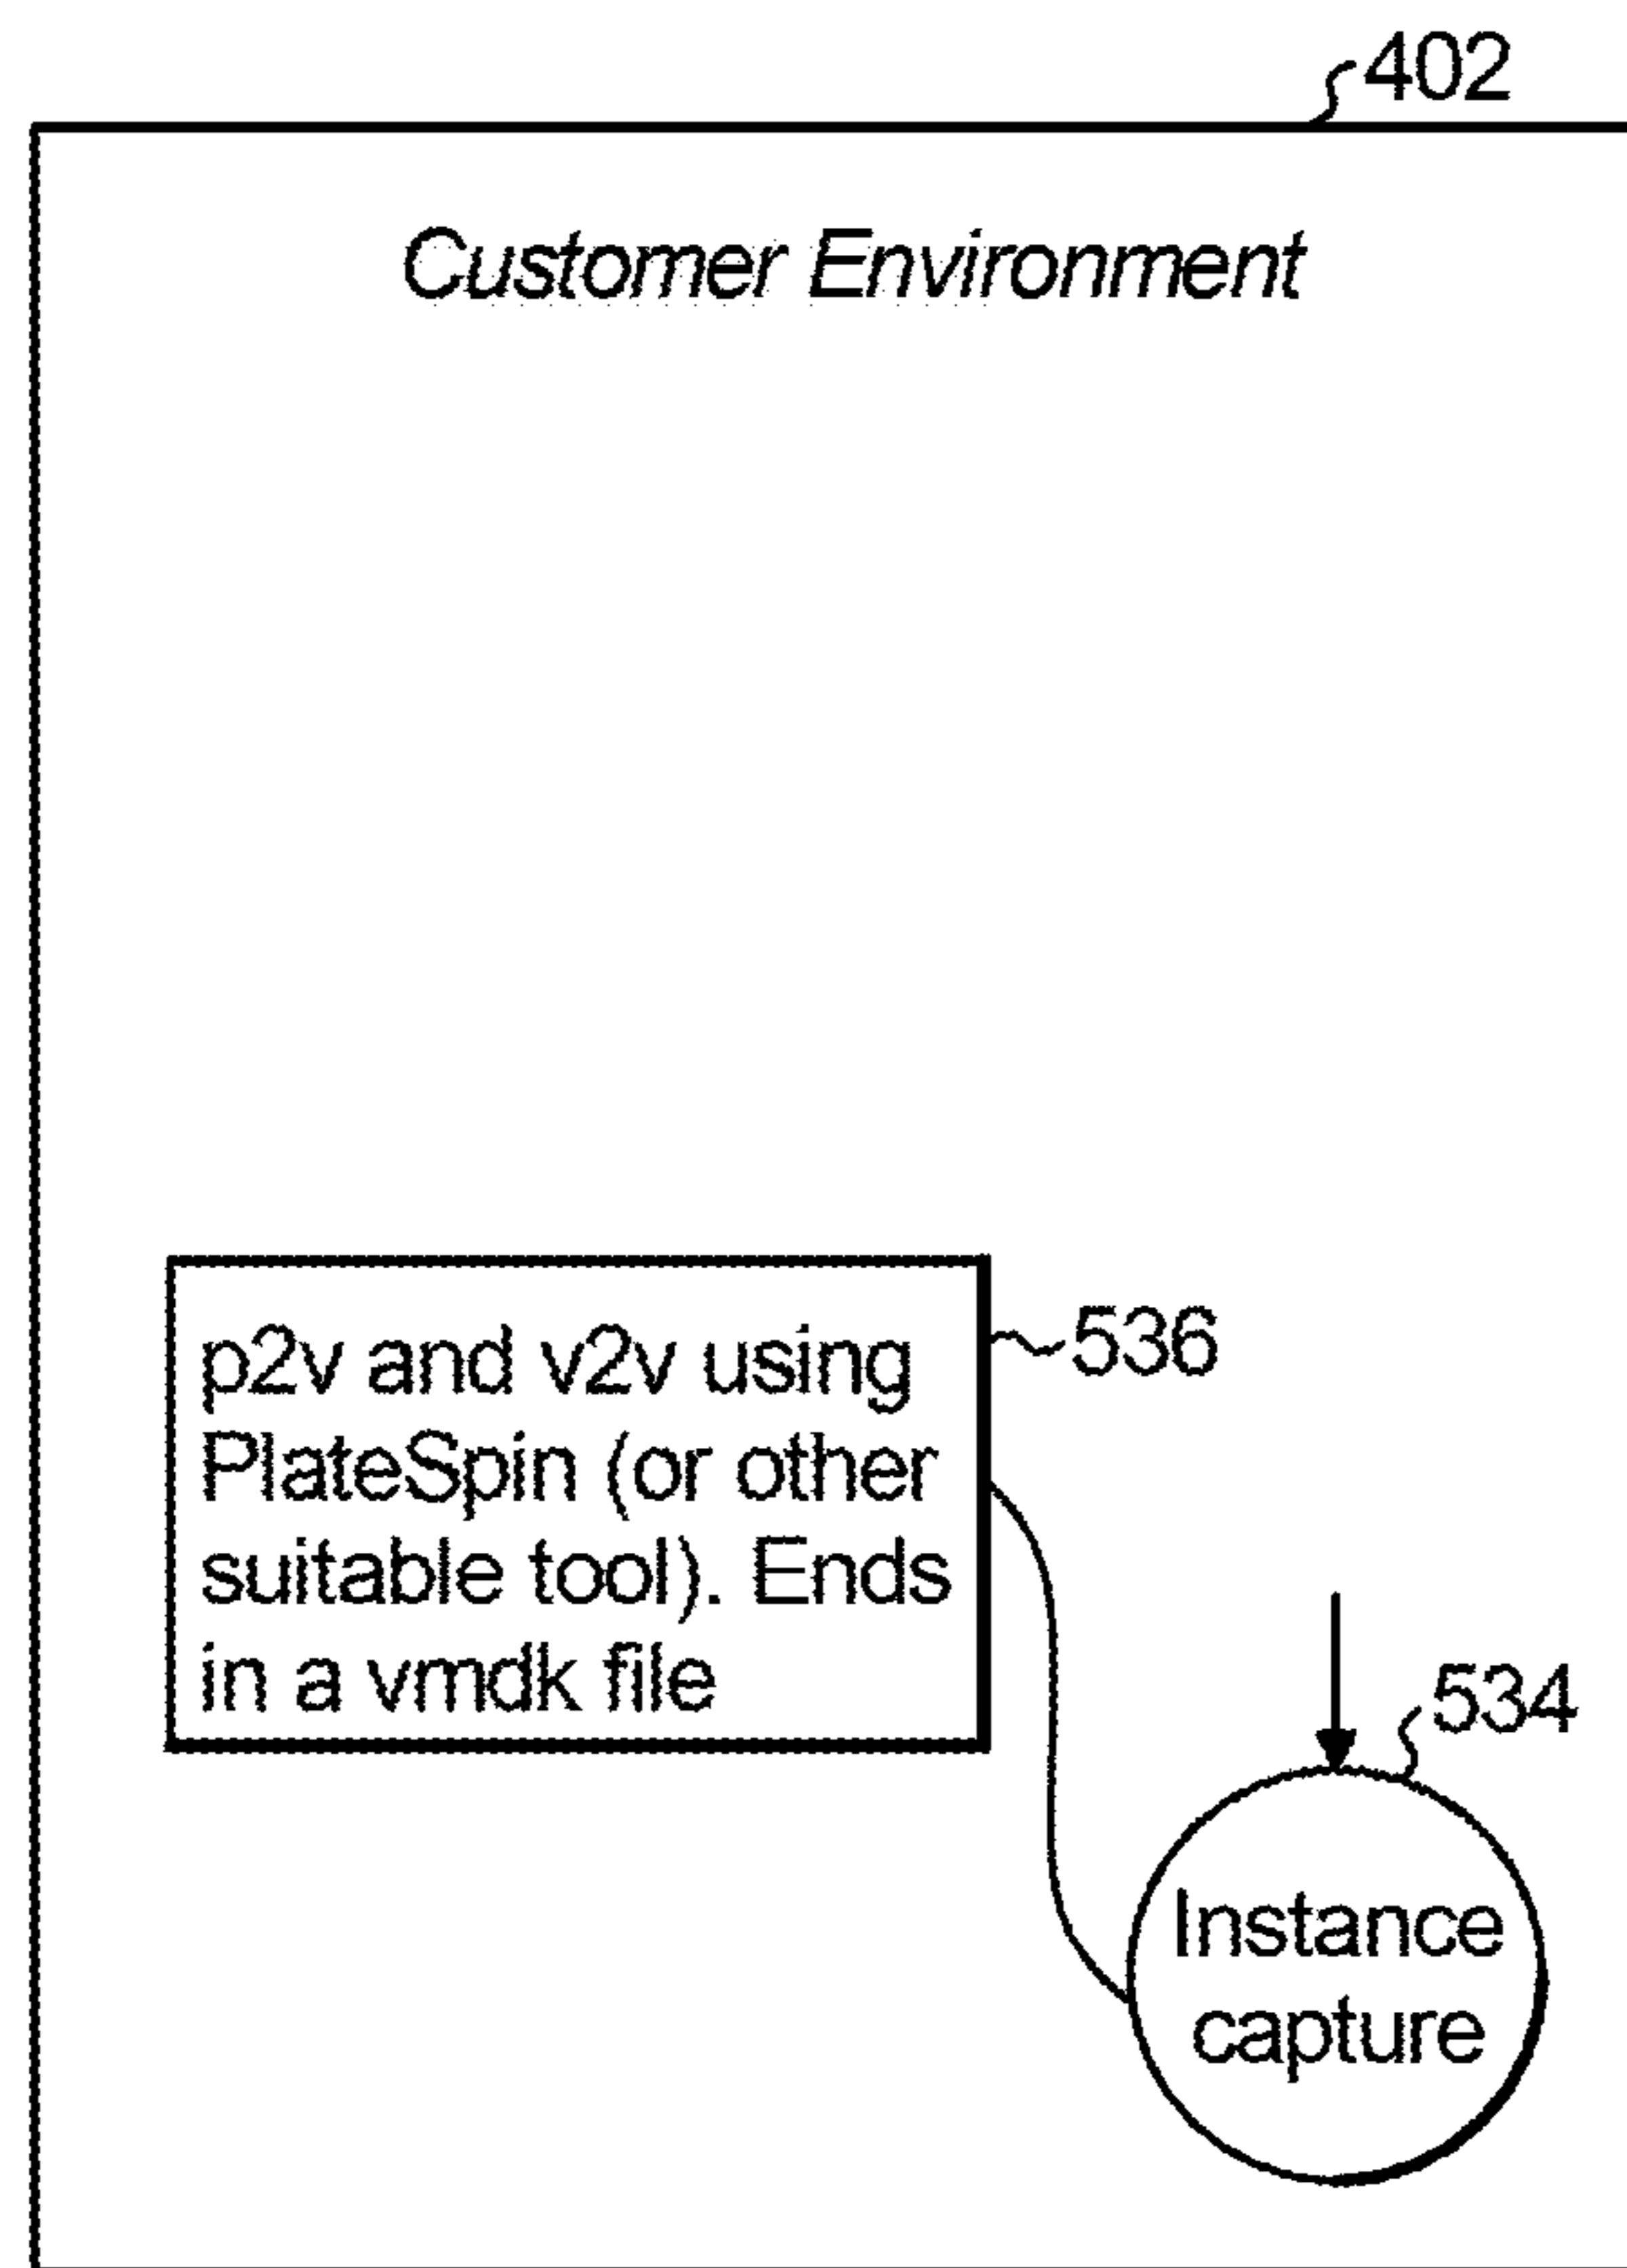 402
Customer Environment
p2v and v2v using
PlateSpin (or other
suitable tool). Ends
in a vmdk file
536
534
Instance
capture